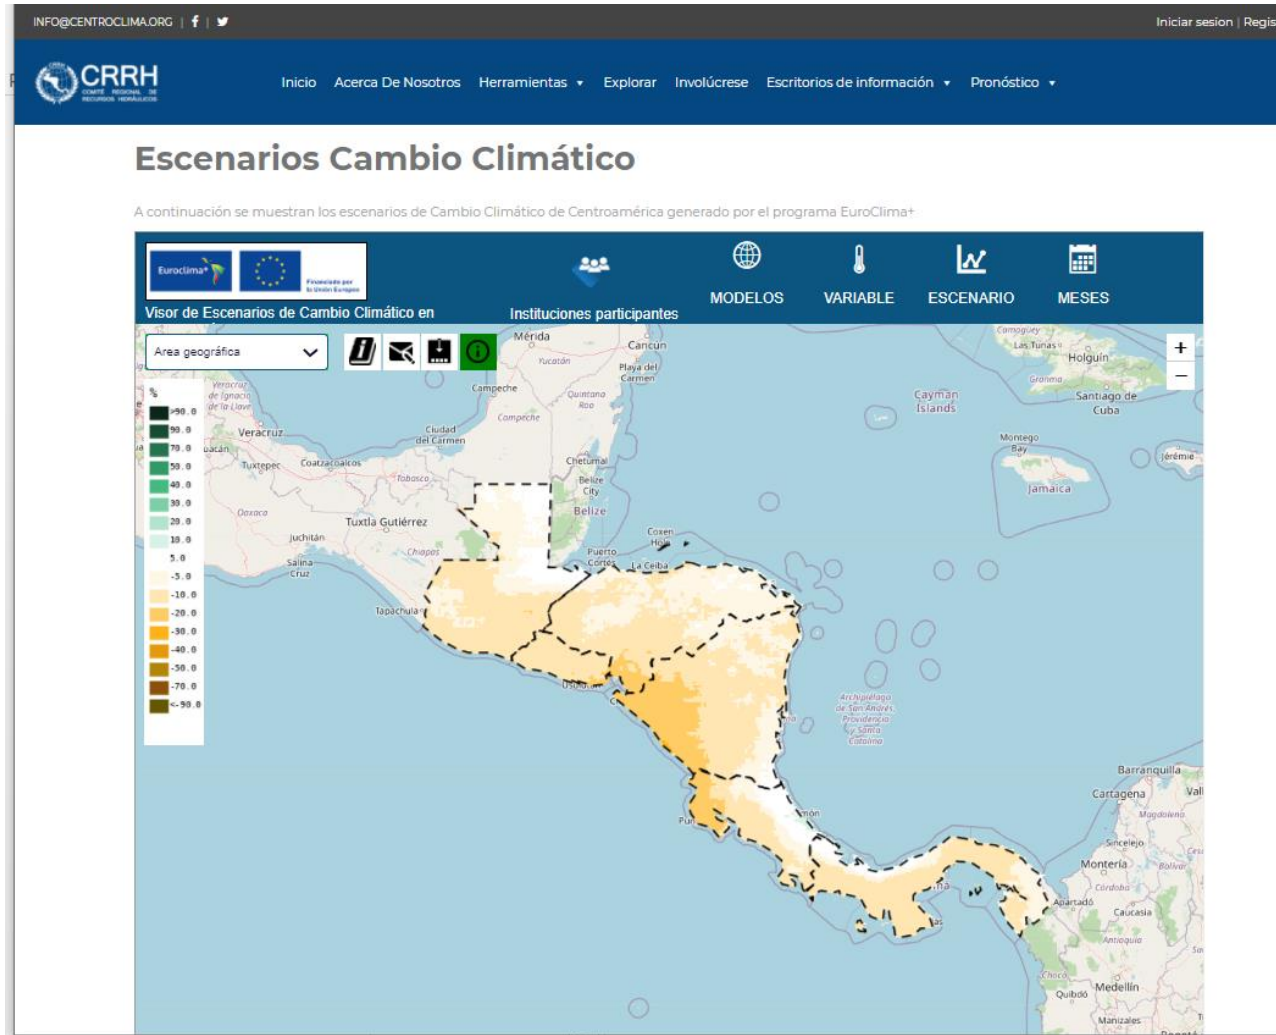 INFO@CENTROCLIMA.ORG | f |
Iniciar sesion | Regis
CRRH
COMITÉ REGIONAL DE
RECURSOS HIDRÁULICOS
Inicio Acerca De Nosotros Herramientas Explorar Involúcrese Escritorios de información Pronóstico
Escenarios Cambio Climático
A continuación se muestran los escenarios de Cambio Climático de Centroamérica generado por el programa EuroClima+
Euroclima+
Financiado por
la Unión Europea
Visor de Escenarios de Cambio Climático en
Instituciones participantes
MODELOS
VARIABLE
ESCENARIO
MESES
Area geográfica
%
>90.0
90.0
70.0
50.0
40.0
30.0
20.0
10.0
5.0
-5.0
-10.0
-20.0
-30.0
-40.0
-50.0
-70.0
<-90.0
+
−
Mérida
Cancún
Yucatán
Playa del
Carmen
Campeche
Quintana
Roo
Campeche
Veracruz
de Ignacio
de la Llave
Veracruz
Ciudad
del Carmen
Tuxtepec
Coatzacoalcos
Tabasco
Chetumal
Belize
City
Belize
Oaxaca
Tuxtla Gutiérrez
Juchitán
Chiapas
Salina
Cruz
Tapachula
Coxen
Hole
Puerto
Cortés
La Ceiba
Camagüey
Las Tunas
Holguín
Granma
Santiago de
Cuba
Cayman
Islands
Montego
Bay
Jérémie
Jamaica
Archipiélago
de San Andrés,
Providencia
y Santa
Catalina
Barranquilla
Cartagena
Magdalena
Sincelejo
Montería
Bolívar
Córdoba
Apartadó
Caucasia
Antioquia
Chocó
Quibdó
Medellín
Manizales